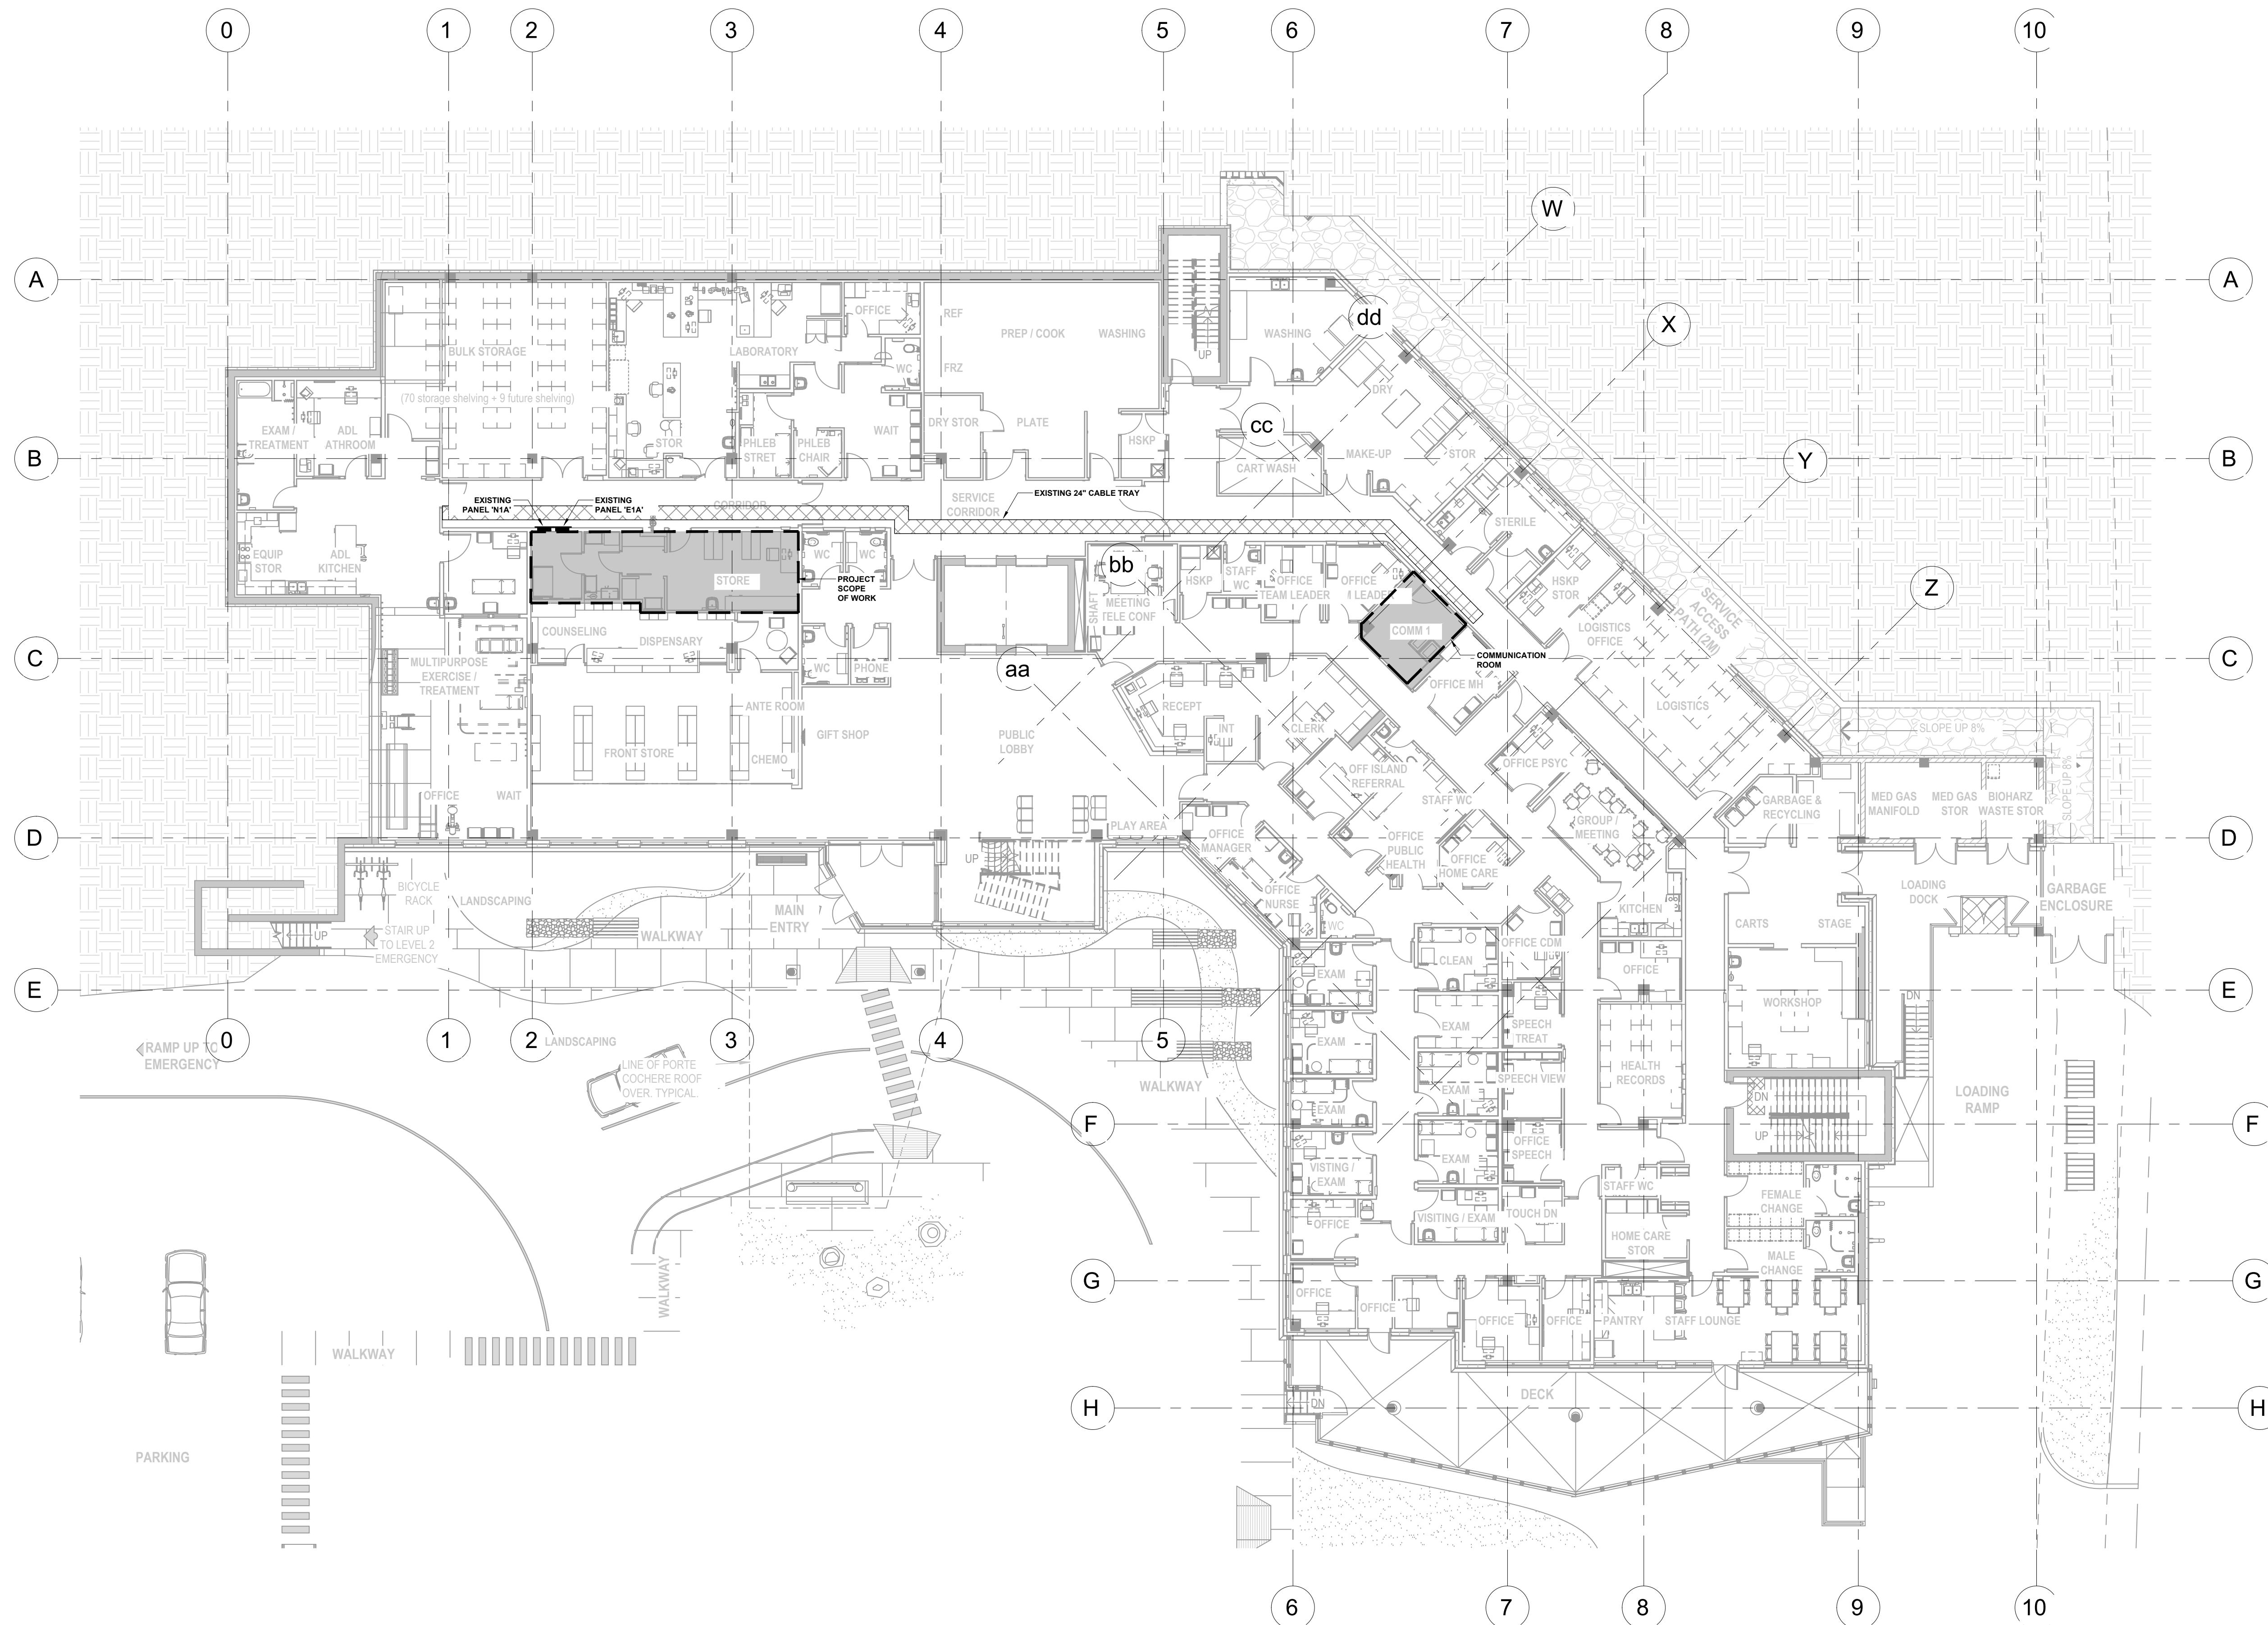 0 1 2 3 4 5 6 7 8 9 10
W
X
Y
Z
A A
dd
cc
bb
aa
B B
C C
D D
E E
F F
G G
H H
OFFICE
REF
PREP / COOK
WASHING
WASHING
UP
BULK STORAGE
(70 storage shelving + 9 future shelving)
LABORATORY
WC
FRZ
DRY
EXAM /
TREATMENT
ADL
ATHROOM
STOR
PHLEB
STRET
PHLEB
CHAIR
WAIT
DRY STOR
PLATE
HSKP
CART WASH
MAKE-UP
STOR
EXISTING
PANEL 'N1A'
EXISTING
PANEL 'E1A'
CORRIDOR
SERVICE
CORRIDOR
EXISTING 24" CABLE TRAY
STERILE
EQUIP
STOR
ADL
KITCHEN
STORE
WC
WC
PROJECT
SCOPE
OF WORK
SHAFT
MEETING
TELE CONF
HSKP
STAFF
WC
OFFICE
TEAM LEADER
OFFICE
M LEADER
COMM 1
COMMUNICATION
ROOM
HSKP
STOR
LOGISTICS
OFFICE
SERVICE
ACCESS
PATH (2M)
COUNSELING
DISPENSARY
MULTIPURPOSE
EXERCISE /
TREATMENT
WC
PHONE
OFFICE MH
LOGISTICS
ANTE ROOM
GIFT SHOP
PUBLIC
LOBBY
RECEPT
INT
CLERK
FRONT STORE
CHEMO
OFF ISLAND
REFERRAL
OFFICE PSYC
SLOPE UP 8%
SLOPE UP 8%
OFFICE
WAIT
STAFF WC
GARBAGE &
RECYCLING
MED GAS
MANIFOLD
MED GAS
STOR
BIOHARZ
WASTE STOR
PLAY AREA
OFFICE
MANAGER
OFFICE
PUBLIC
HEALTH
GROUP /
MEETING
UP
OFFICE
HOME CARE
BICYCLE
RACK
LANDSCAPING
MAIN
ENTRY
OFFICE
NURSE
WC
KITCHEN
CARTS
STAGE
LOADING
DOCK
GARBAGE
ENCLOSURE
UP
STAIR UP
TO LEVEL 2
EMERGENCY
WALKWAY
OFFICE CDM
CLEAN
EXAM
OFFICE
WORKSHOP
DN
RAMP UP TO
EMERGENCY
0 1 2 3 4 5
LANDSCAPING
LINE OF PORTE
COCHERE ROOF
OVER. TYPICAL.
WALKWAY
EXAM
EXAM
SPEECH
TREAT
HEALTH
RECORDS
SPEECH VIEW
EXAM
EXAM
DN
UP
LOADING
RAMP
EXAM
OFFICE
SPEECH
VISTING /
EXAM
STAFF WC
FEMALE
CHANGE
OFFICE
VISITING / EXAM
TOUCH DN
HOME CARE
STOR
MALE
CHANGE
WALKWAY
OFFICE
OFFICE
OFFICE
OFFICE
PANTRY
STAFF LOUNGE
WALKWAY
DECK
DN
PARKING
6 7 8 9 10